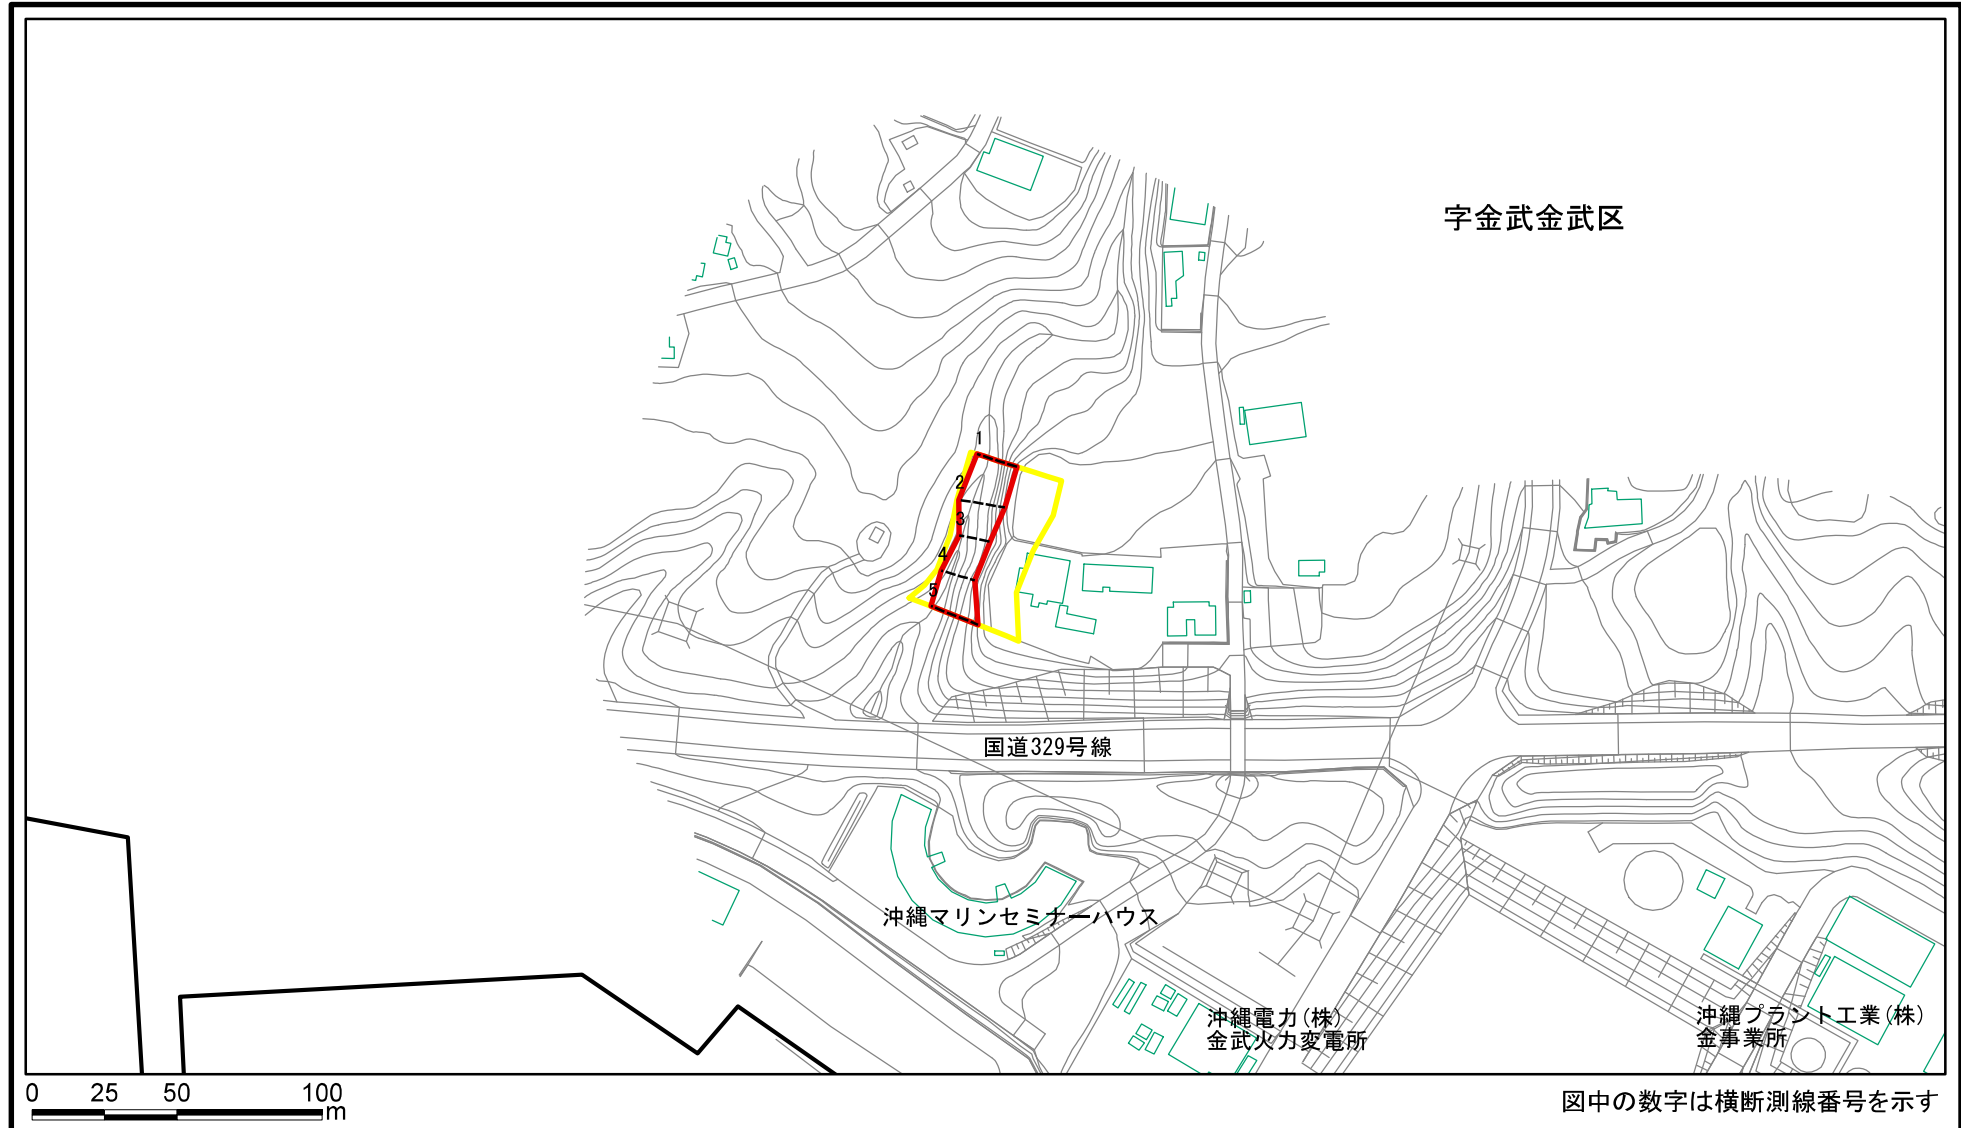 字金武金武区
1
2
3
4
5
国道329号線
沖縄マリンセミナーハウス
沖縄電力(株)
金武火力変電所
沖縄プラント工業(株)
金事業所
0 25 50 100
m
図中の数字は横断測線番号を示す